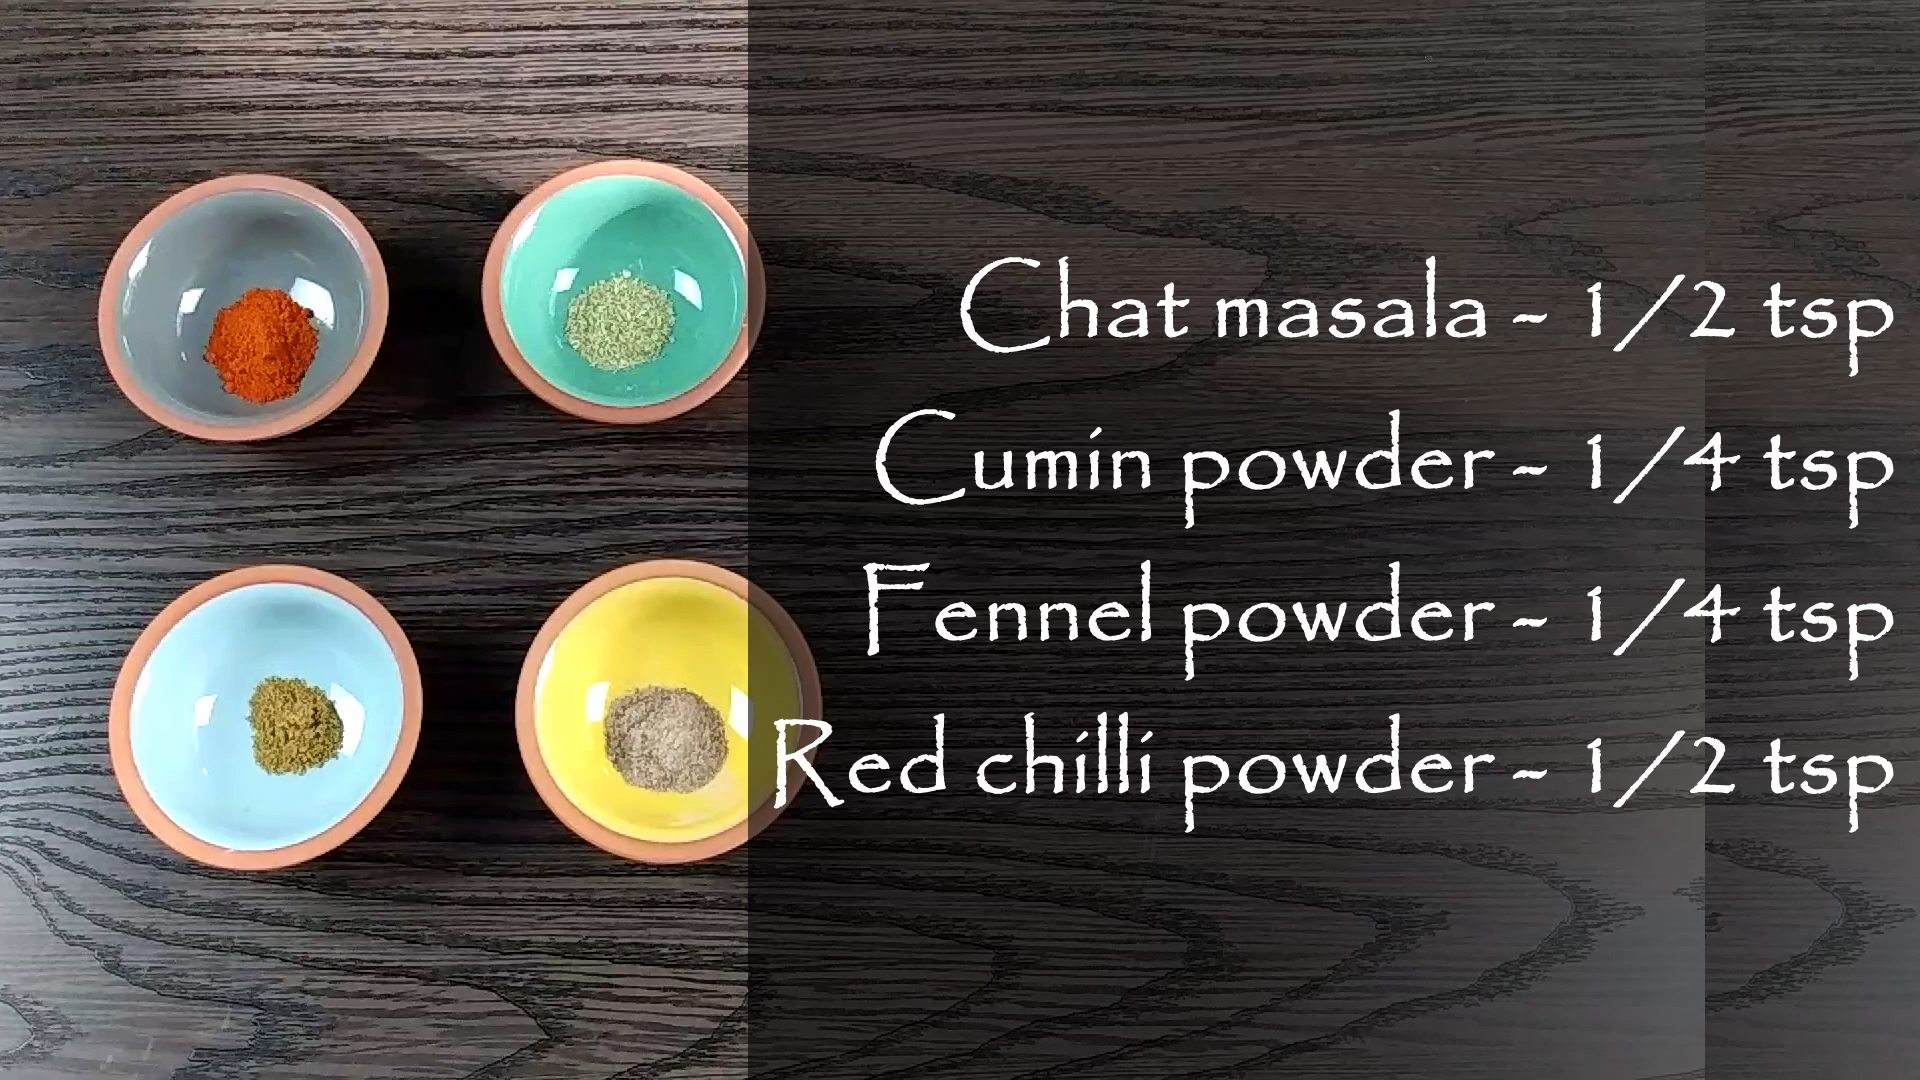 Chat masala - 1/2 tsp
Cumin powder - 1/4 tsp
Fennel powder - 1/4 tsp
Red chilli powder - 1/2 tsp